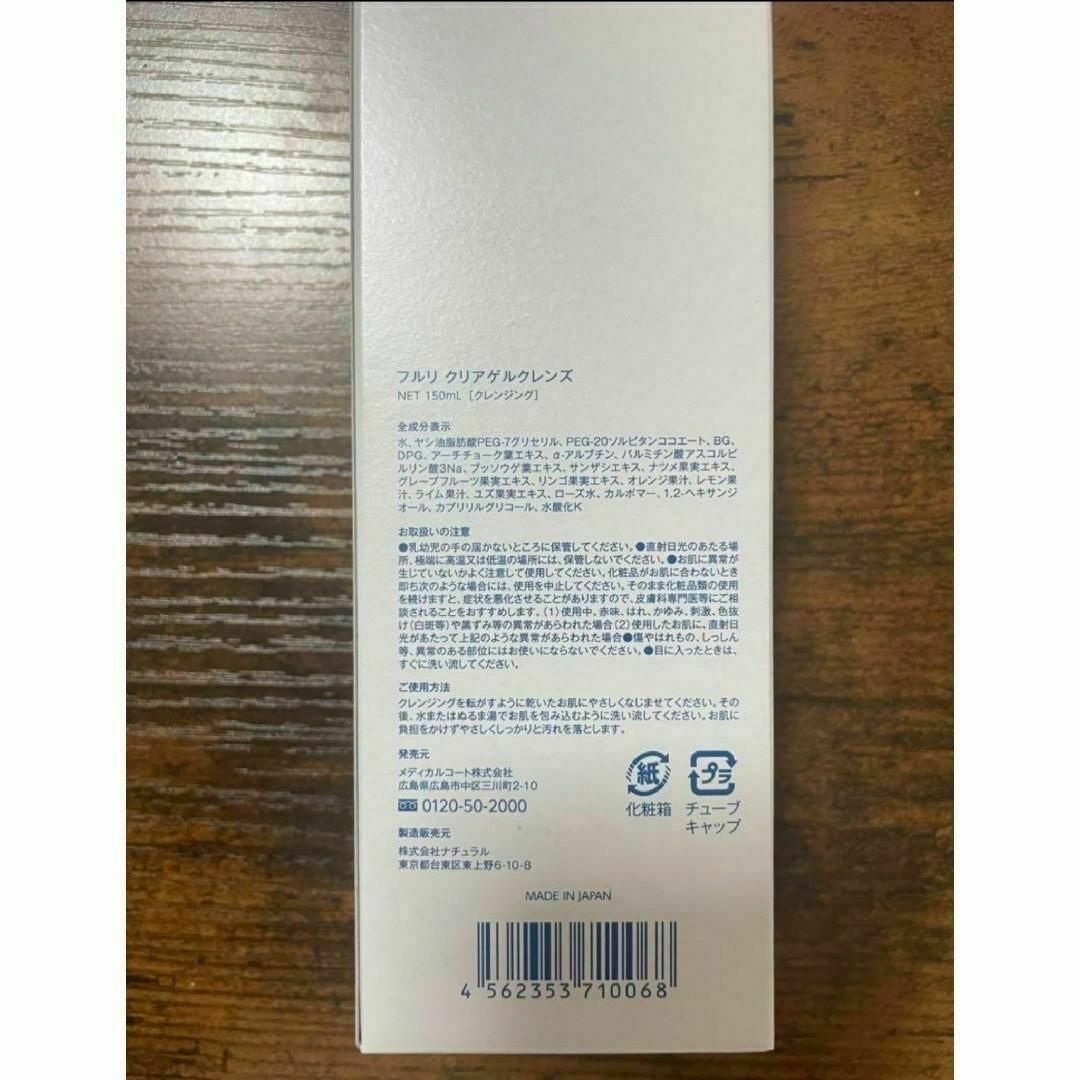 フルリ クリアゲルクレンズ
NET 150mL [クレンジング]
全成分表示
水、ヤシ油脂肪酸PEG-7グリセリル、PEG-20ソルビタンココエート、BG、
DPG、アーチチョーク葉エキス、α-アルブチン、パルミチン酸アスコルビ
ルリン酸3Na、ブッソウゲ葉エキス、サンザシエキス、ナツメ果実エキス、
グレープフルーツ果実エキス、リンゴ果実エキス、オレンジ果汁、レモン果
汁、ライム果汁、ユズ果実エキス、ローズ水、カルボマー、1,2-ヘキサンジ
オール、カプリリルグリコール、水酸化K
お取扱いの注意
●乳幼児の手の届かないところに保管してください。●直射日光のあたる場
所、極端に高温又は低温の場所には、保管しないでください。●お肌に異常が
生じていないかよく注意して使用してください。化粧品がお肌に合わないとき
即ち次のような場合には、使用を中止してください。そのまま化粧品類の使用
を続けますと、症状を悪化させることがありますので、皮膚科専門医等にご相
談されることをおすすめします。(1)使用中、赤味、はれ、かゆみ、刺激、色抜
け(白斑等)や黒ずみ等の異常があらわれた場合(2)使用したお肌に、直射日
光があたって上記のような異常があらわれた場合●傷やはれもの、しっしん
等、異常のある部位にはお使いにならないでください。●目に入ったときは、
すぐに洗い流してください。
ご使用方法
クレンジングを転がすように乾いたお肌にやさしくなじませてください。その
後、水またはぬるま湯でお肌を包み込むように洗い流してください。お肌に
負担をかけずやさしくしっかりと汚れを落とします。
発売元
メディカルコート株式会社
広島県広島市中区三川町2-10
0120-50-2000
紙
化粧箱
プラ
チューブ
キャップ
製造販売元
株式会社ナチュラル
東京都台東区東上野6-10-8
MADE IN JAPAN
4 562353 710068